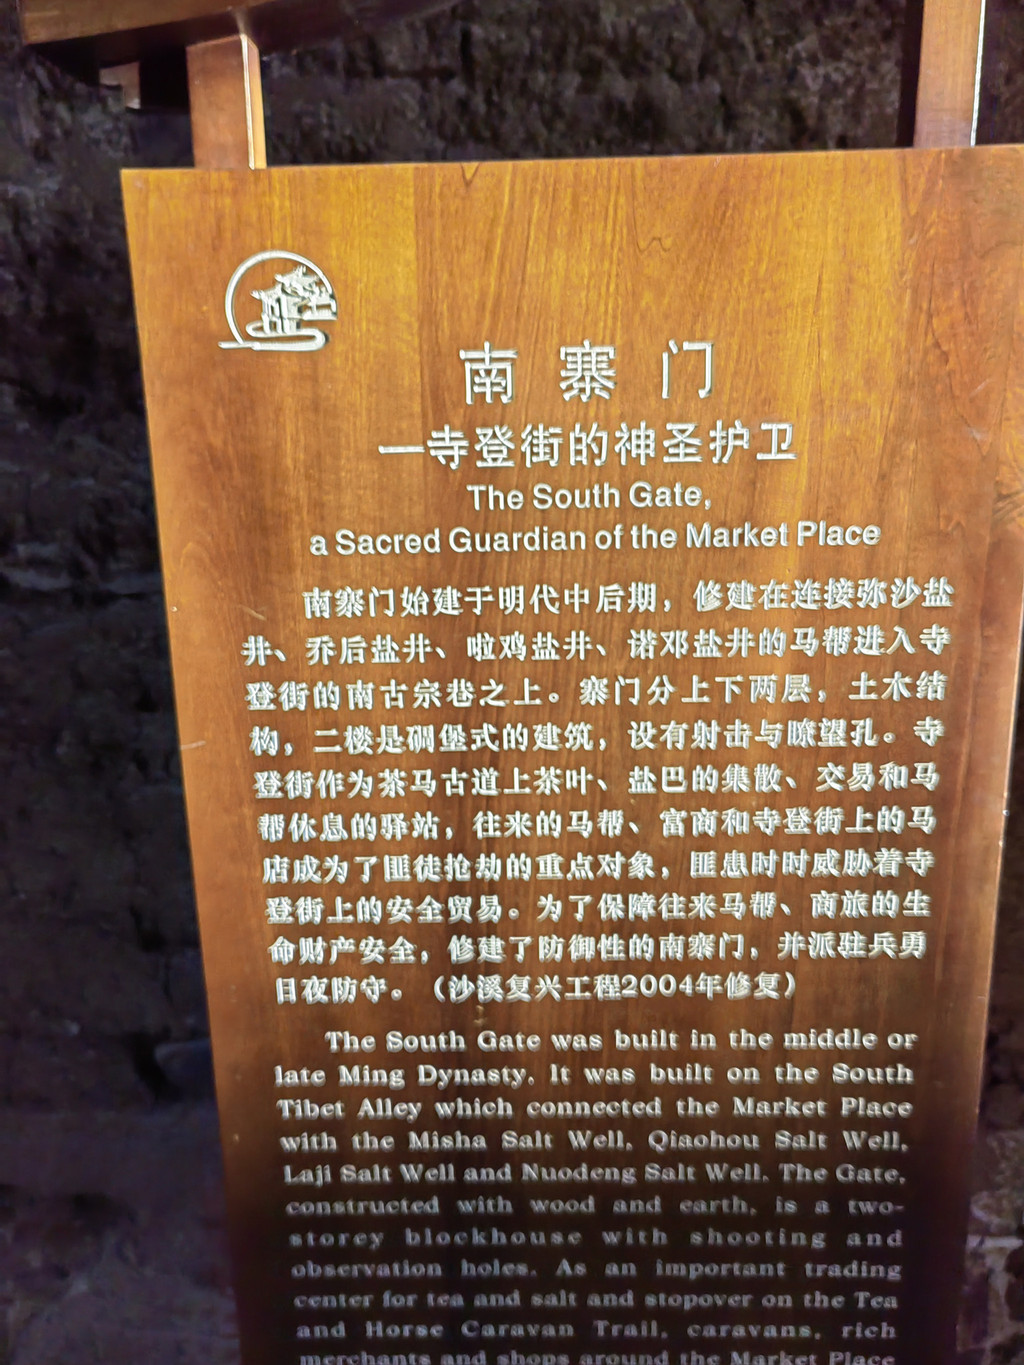 南寨门
—寺登街的神圣护卫
The South Gate,
a Sacred Guardian of the Market Place
南寨门始建于明代中后期，修建在连接弥沙盐
井、乔后盐井、啦鸡盐井、诺邓盐井的马帮进入寺
登街的南古宗巷之上。寨门分上下两层，土木结
构，二楼是碉堡式的建筑，设有射击与瞭望孔。寺
登街作为茶马古道上茶叶、盐巴的集散、交易和马
帮休息的驿站，往来的马帮、富商和寺登街上的马
店成为了匪徒抢劫的重点对象，匪患时时威胁着寺
登街上的安全贸易。为了保障往来马帮、商旅的生
命财产安全，修建了防御性的南寨门，并派驻兵勇
日夜防守。（沙溪复兴工程2004年修复）
The South Gate was built in the middle or
late Ming Dynasty. It was built on the South
Tibet Alley which connected the Market Place
with the Misha Salt Well, Qiaohou Salt Well,
Laji Salt Well and Nuodeng Salt Well. The Gate,
constructed with wood and earth, is a two-
storey blockhouse with shooting and
observation holes. As an important trading
center for tea and salt and stopover on the Tea
and Horse Caravan Trail, caravans, rich
merchants and shops around the Market Place